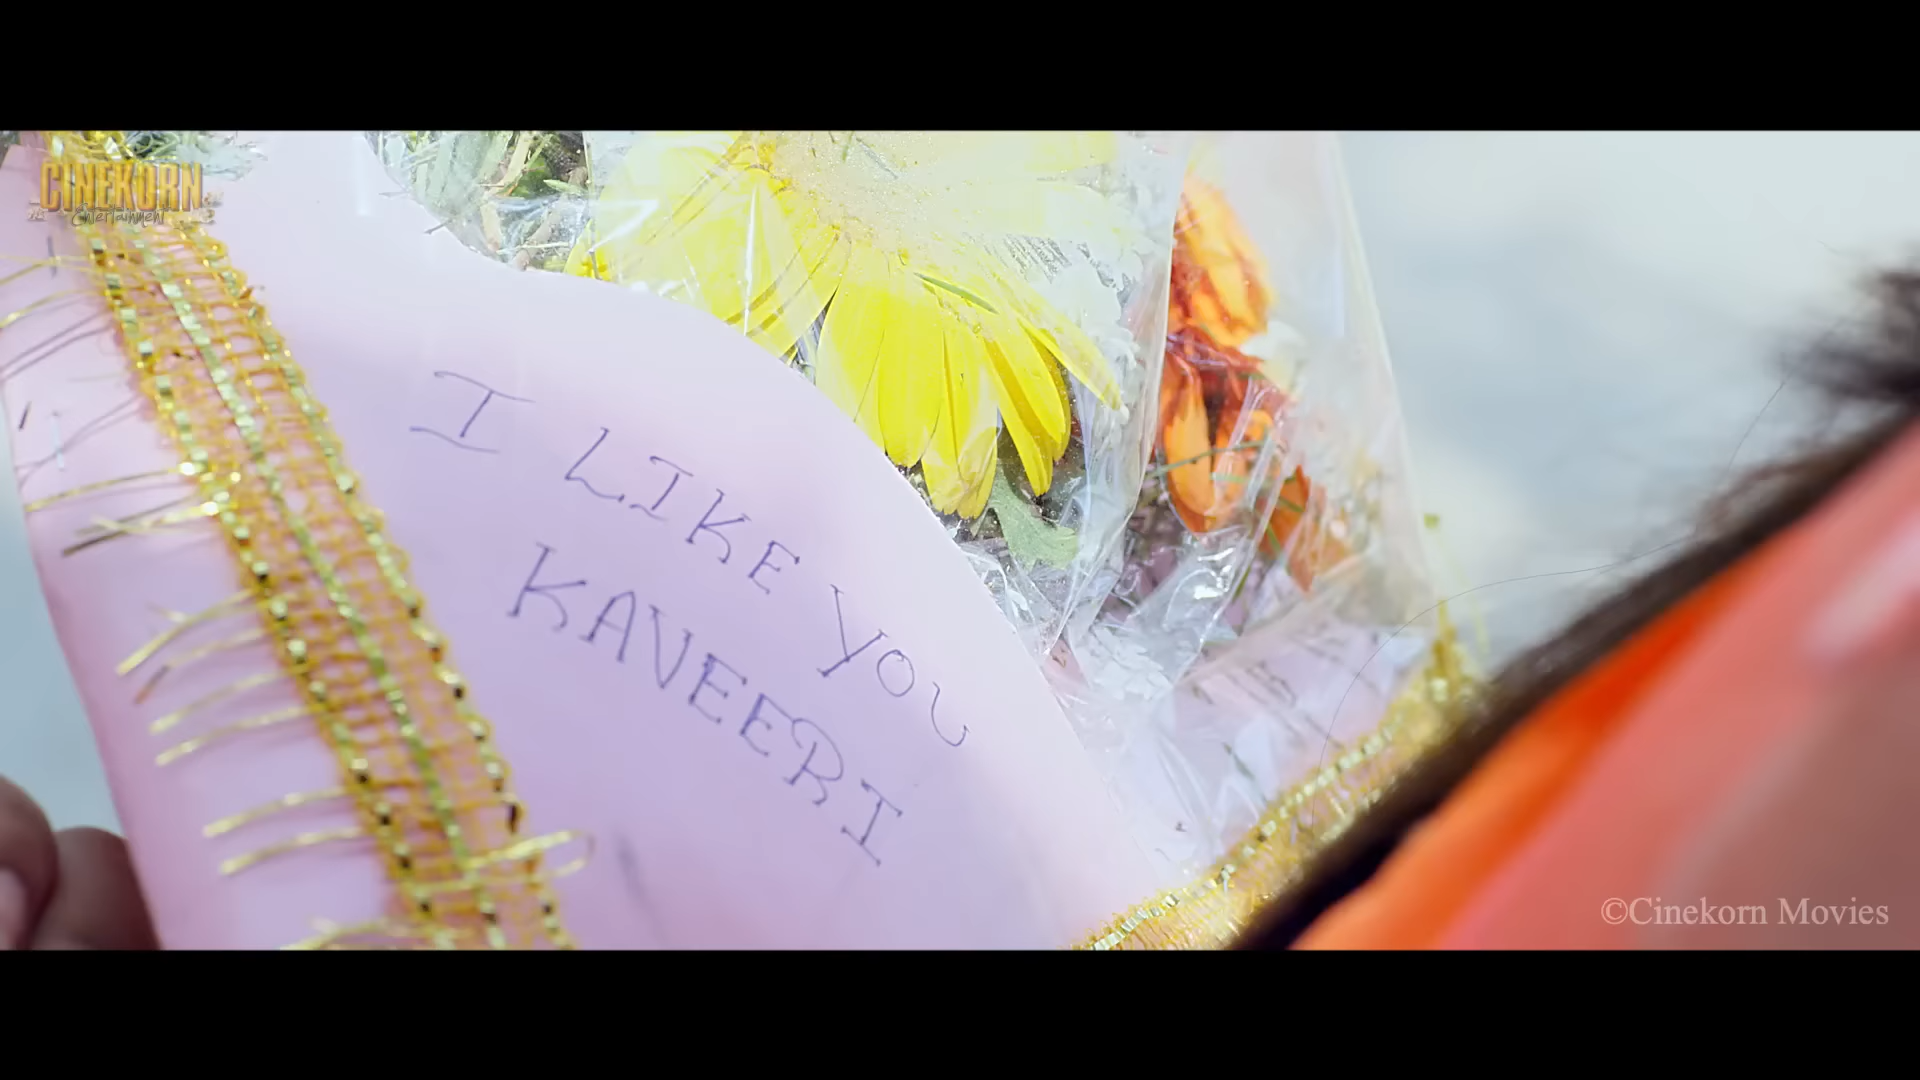 CINEKORN
Entertainment
I LIKE YOU
KAVEERI
©Cinekorn Movies